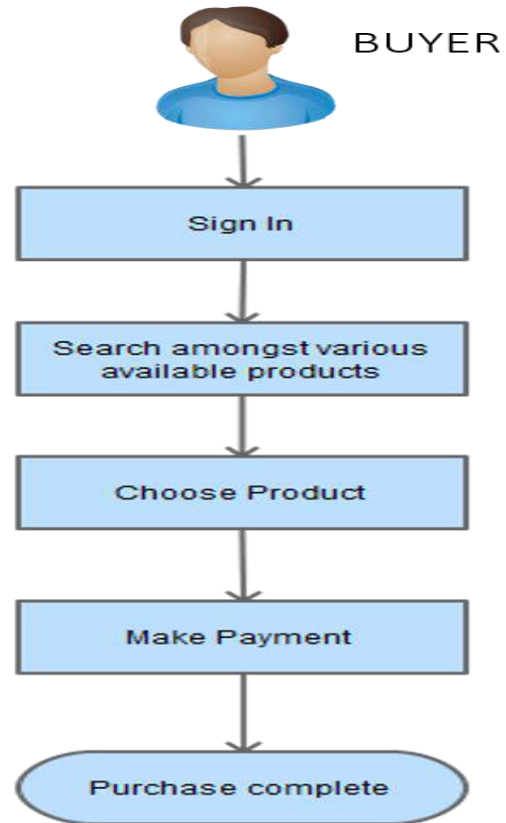 BUYER
Sign In
Search amongst various
available products
Choose Product
Make Payment
Purchase complete